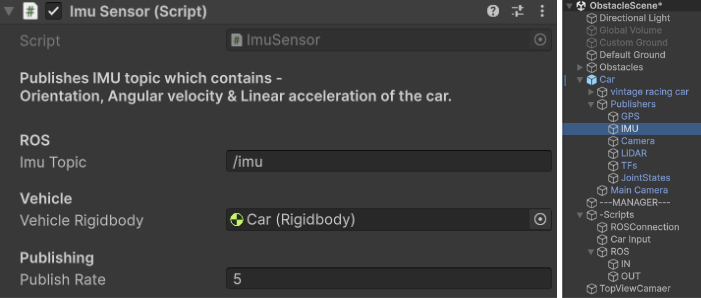 Imu Sensor (Script)
Script
ImuSensor
Publishes IMU topic which contains -
Orientation, Angular velocity & Linear acceleration of the car.
ROS
Imu Topic
/imu
Vehicle
Vehicle Rigidbody
Car (Rigidbody)
Publishing
Publish Rate
5
ObstacleScene*
Directional Light
Global Volume
Custom Ground
Default Ground
Obstacles
Car
vintage racing car
Publishers
GPS
IMU
Camera
LiDAR
TFs
JointStates
Main Camera
---MANAGER---
-Scripts
ROSConnection
Car Input
ROS
IN
OUT
TopViewCamaer